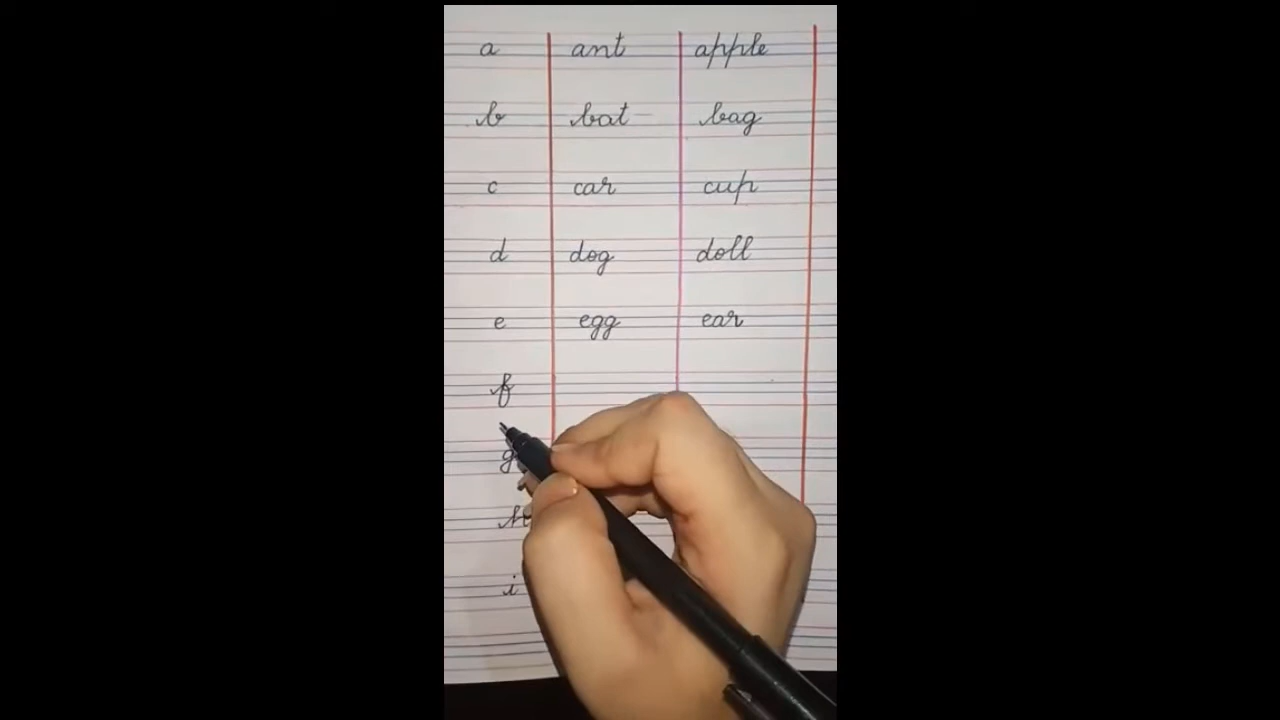 a ant apple
b bat bag
c car cup
d dog doll
e egg ear
f
g
h
i